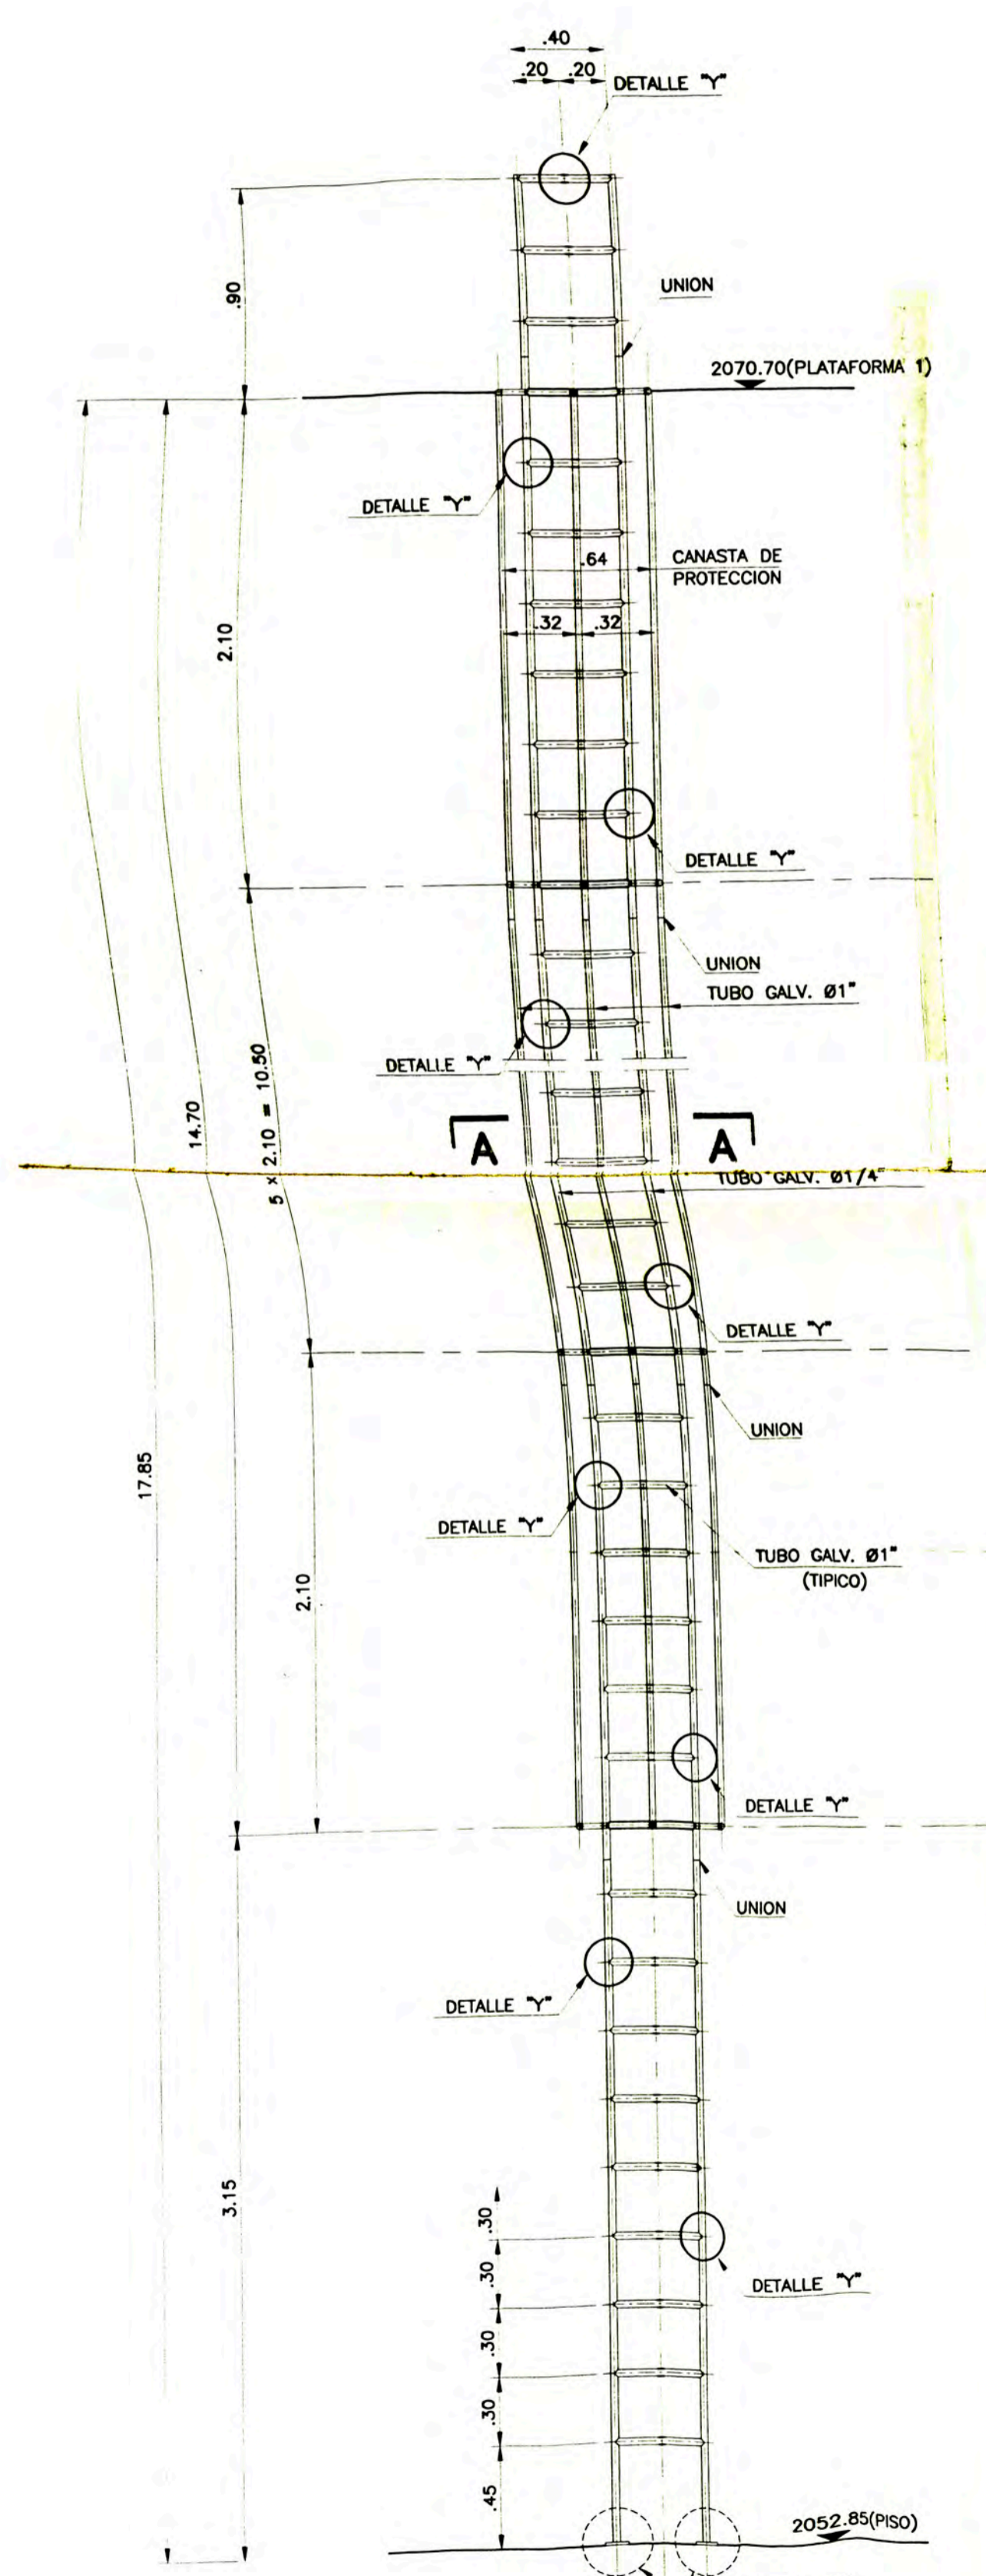 .40
.20 .20
DETALLE "Y"
.90
UNION
2070.70(PLATAFORMA 1)
DETALLE "Y"
.64
CANASTA DE
PROTECCION
.32 .32
2.10
DETALLE "Y"
UNION
TUBO GALV. Ø1"
DETALLE "Y"
5 x 2.10 = 10.50
14.70
A A
TUBO GALV. Ø1/4"
DETALLE "Y"
UNION
17.85
DETALLE "Y"
TUBO GALV. Ø1"
(TIPICO)
2.10
DETALLE "Y"
UNION
DETALLE "Y"
3.15
.30
.30
DETALLE "Y"
.30
.30
.45
2052.85(PISO)